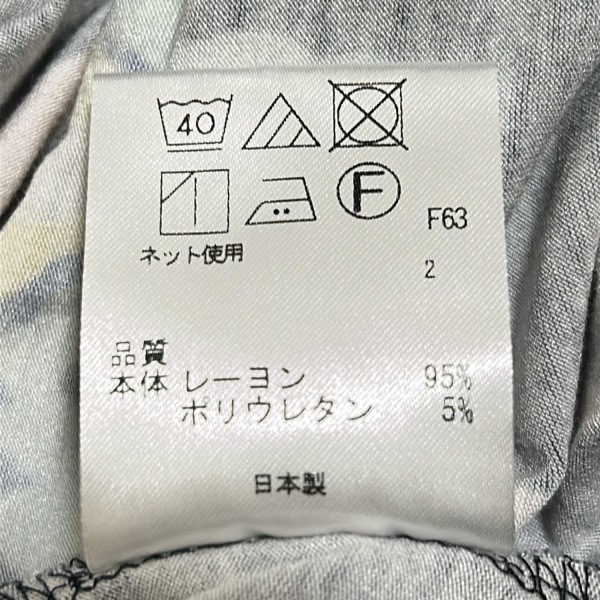 40
F
F63
ネット使用
2
品質
本体 レーヨン 95%
ポリウレタン 5%
日本製